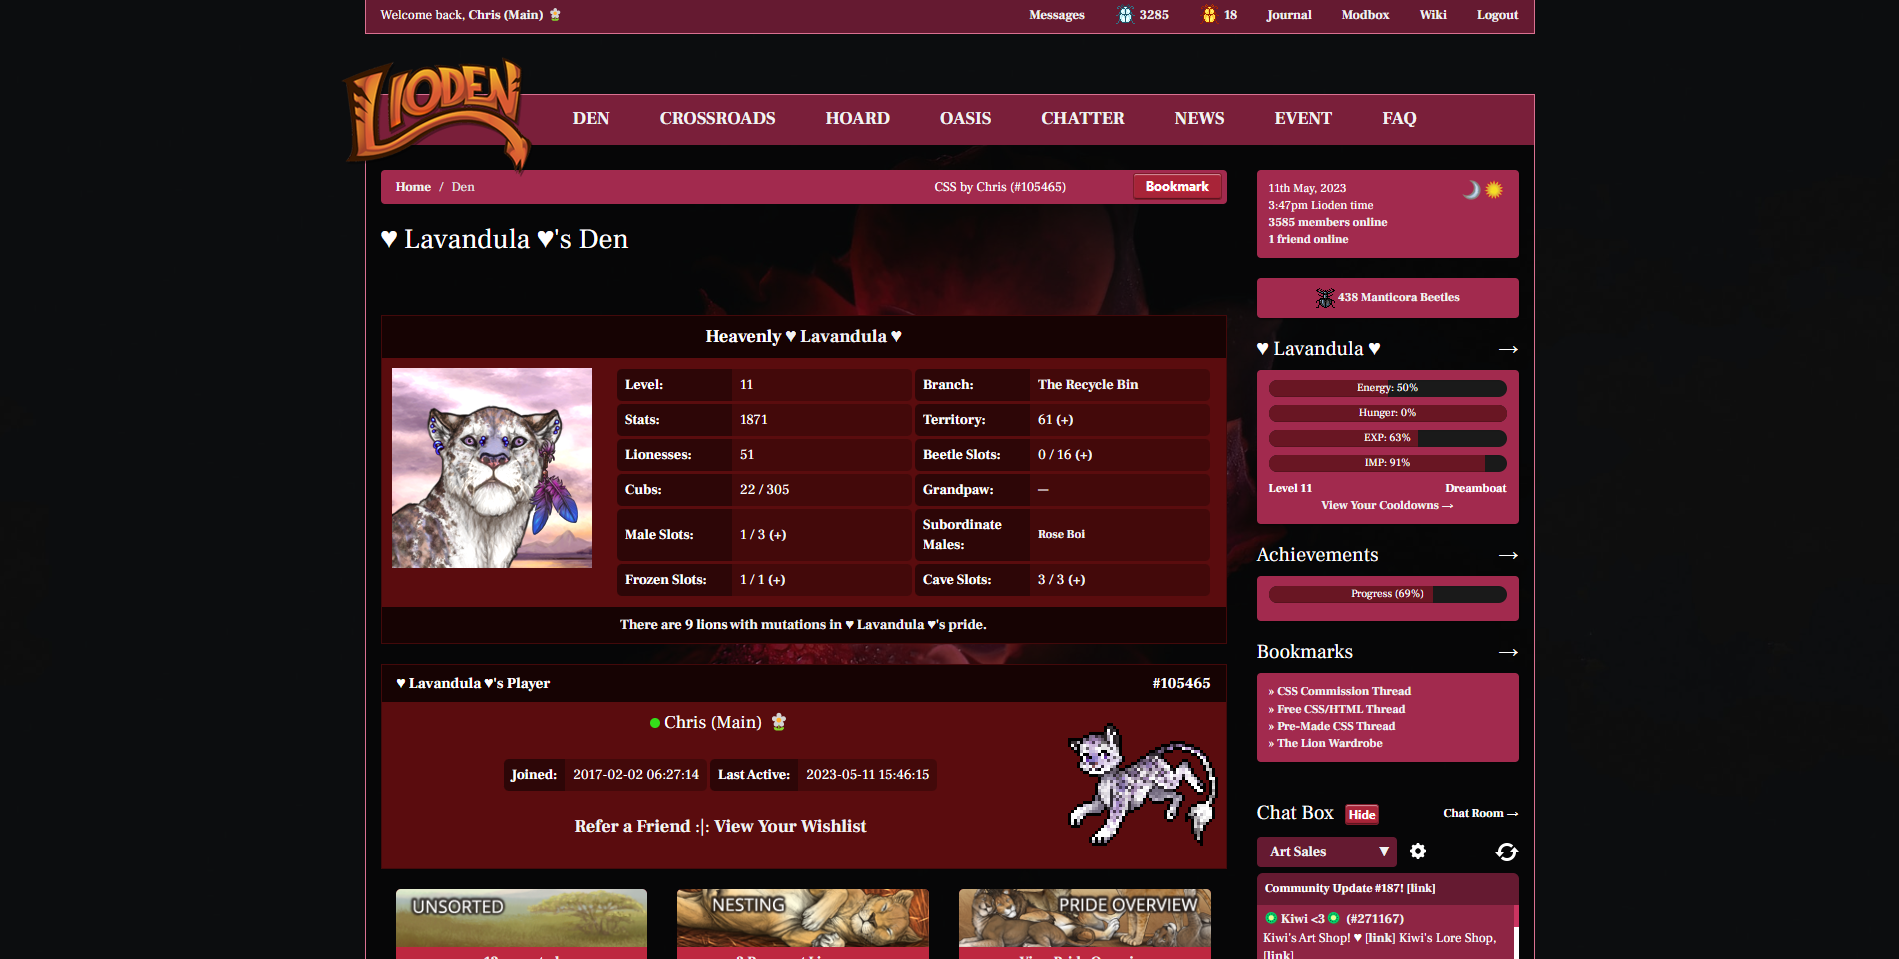 Welcome back, Chris (Main)
Messages 3285 18 Journal Modbox Wiki Logout
LIODEN
DEN CROSSROADS HOARD OASIS CHATTER NEWS EVENT FAQ
Home / Den CSS by Chris (#105465) Bookmark
♥ Lavandula ♥'s Den
Heavenly ♥ Lavandula ♥
Level: 11 Branch: The Recycle Bin
Stats: 1871 Territory: 61 (+)
Lionesses: 51 Beetle Slots: 0 / 16 (+)
Cubs: 22 / 305 Grandpaw: —
Male Slots: 1 / 3 (+) Subordinate Males: Rose Boi
Frozen Slots: 1 / 1 (+) Cave Slots: 3 / 3 (+)
There are 9 lions with mutations in ♥ Lavandula ♥'s pride.
♥ Lavandula ♥'s Player #105465
Chris (Main)
Joined: 2017-02-02 06:27:14 Last Active: 2023-05-11 15:46:15
Refer a Friend :|: View Your Wishlist
UNSORTED NESTING PRIDE OVERVIEW
11th May, 2023
3:47pm Lioden time
3585 members online
1 friend online
438 Manticora Beetles
♥ Lavandula ♥ →
Energy: 50%
Hunger: 0%
EXP: 63%
IMP: 91%
Level 11 Dreamboat
View Your Cooldowns →
Achievements →
Progress (69%)
Bookmarks →
» CSS Commission Thread
» Free CSS/HTML Thread
» Pre-Made CSS Thread
» The Lion Wardrobe
Chat Box Hide Chat Room →
Art Sales ▼
Community Update #187! [link]
Kiwi <3 (#271167)
Kiwi's Art Shop! ♥ [link] Kiwi's Lore Shop,
[link]